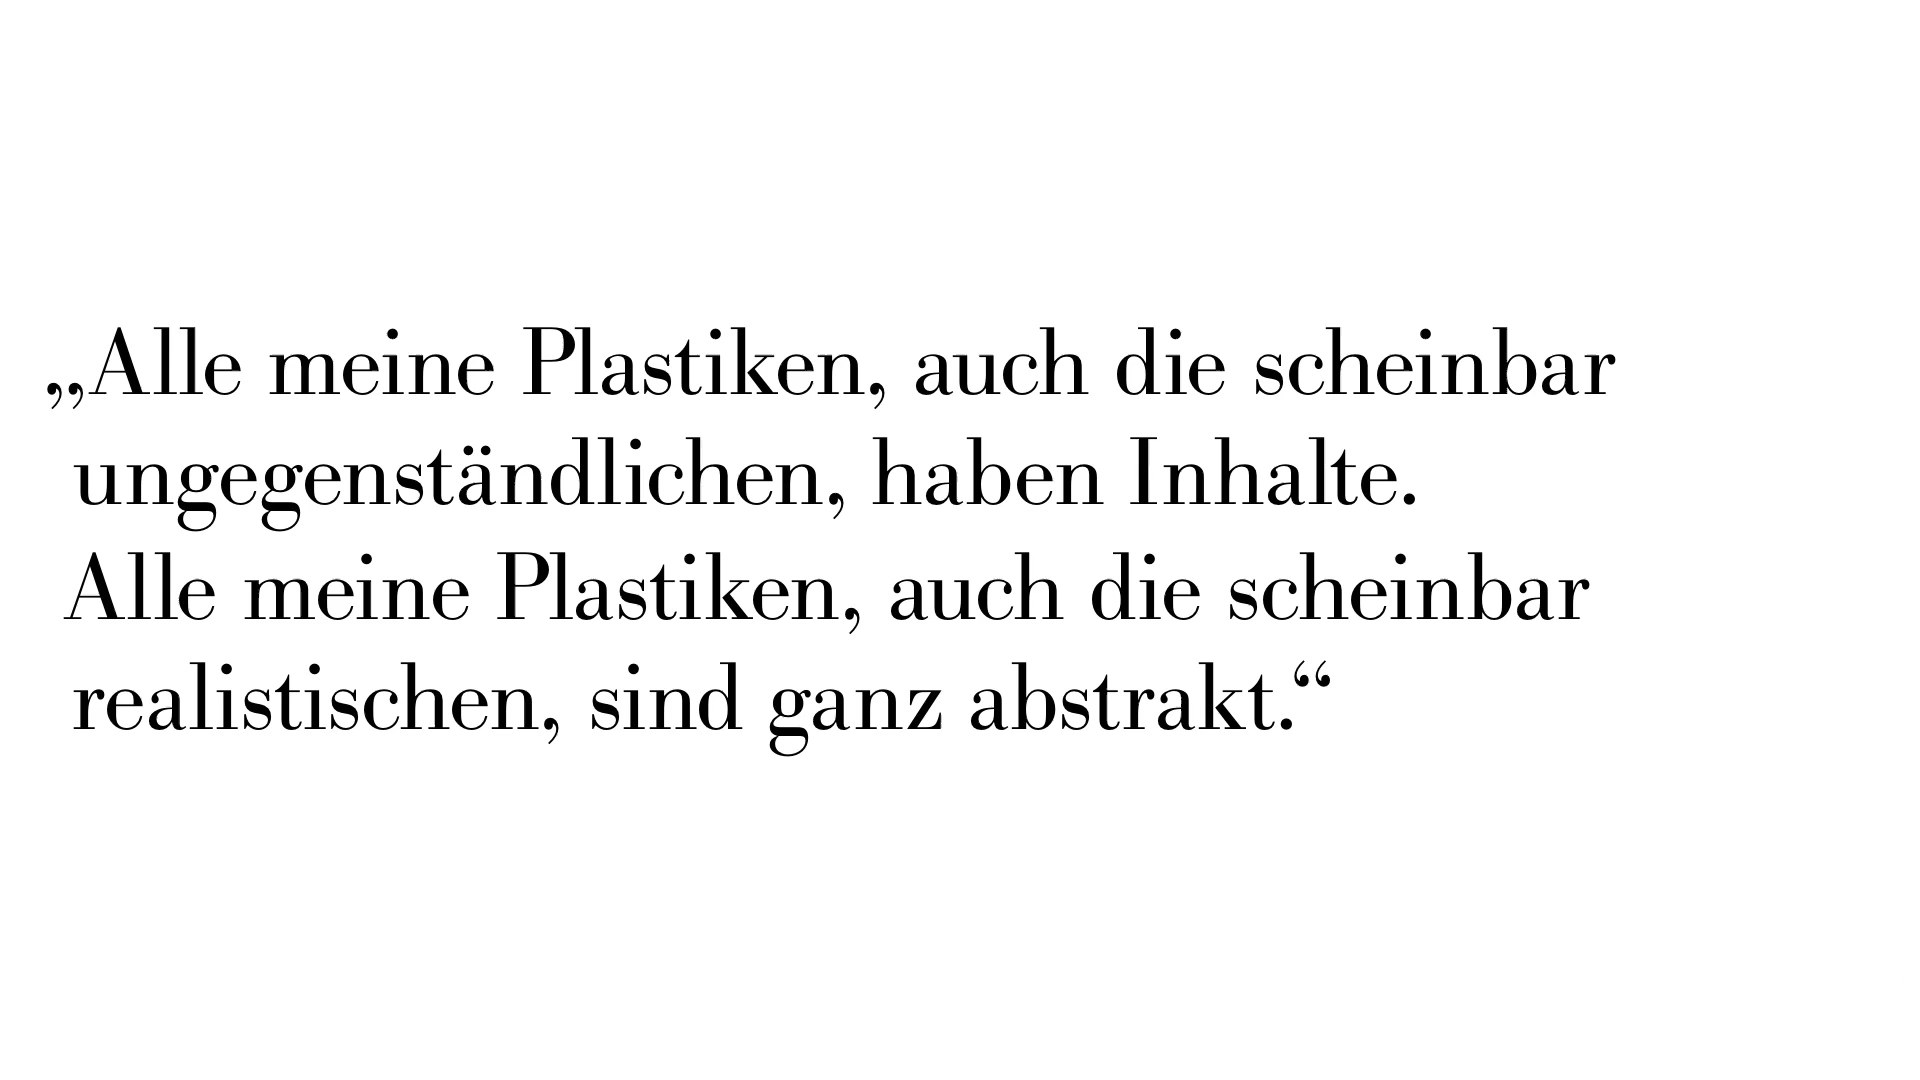 „Alle meine Plastiken, auch die scheinbar
ungegenständlichen, haben Inhalte.
Alle meine Plastiken, auch die scheinbar
realistischen, sind ganz abstrakt.“